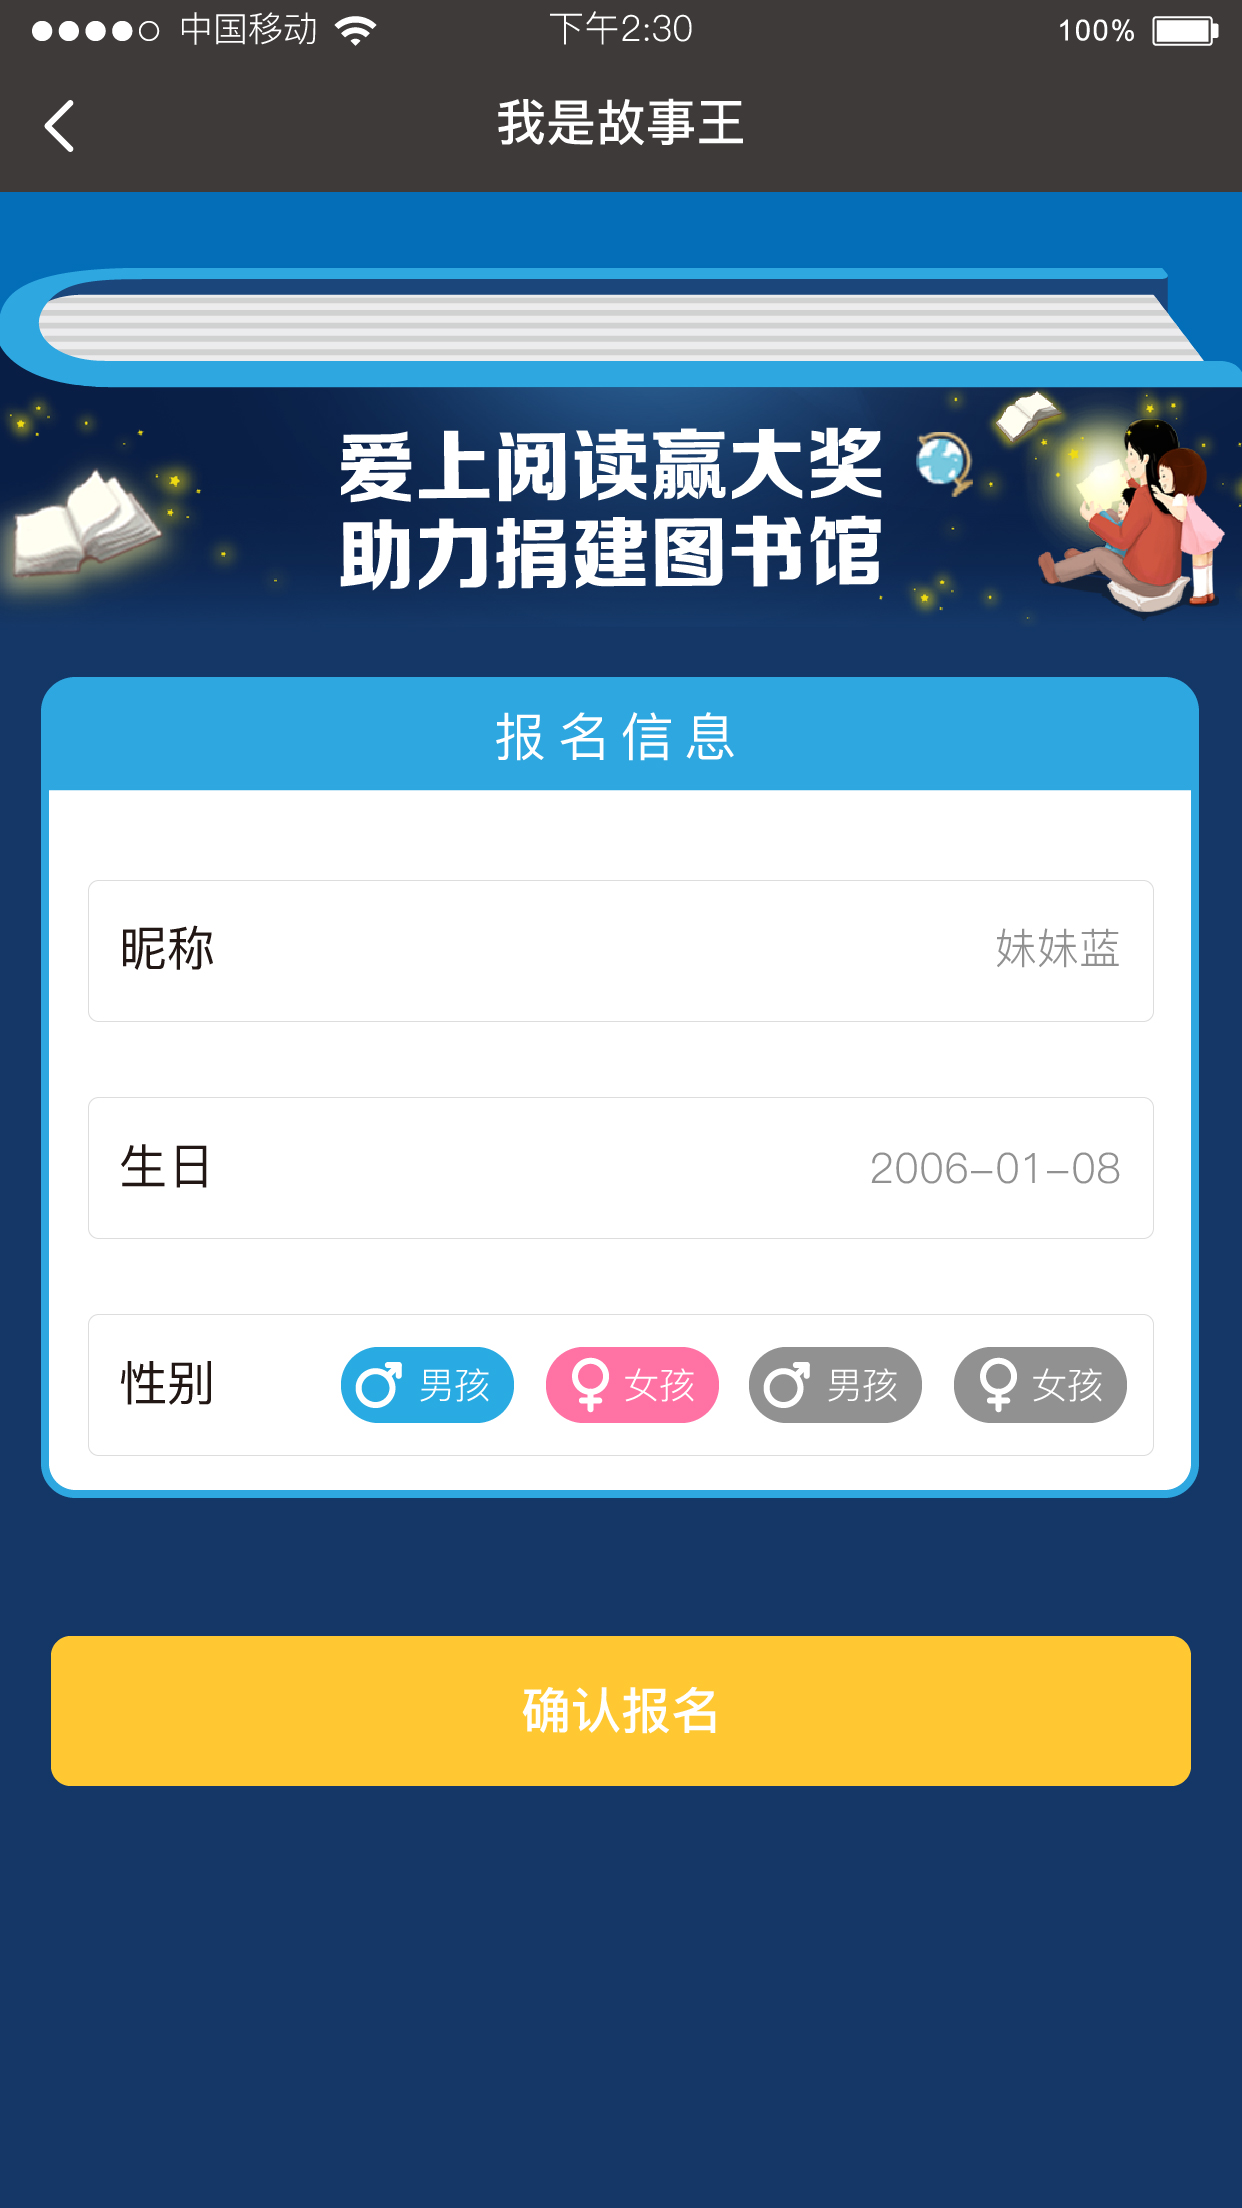 中国移动 下午2:30 100%
我是故事王
爱上阅读赢大奖
助力捐建图书馆
报名信息
昵称 妹妹蓝
生日 2006-01-08
性别 男孩 女孩 男孩 女孩
确认报名